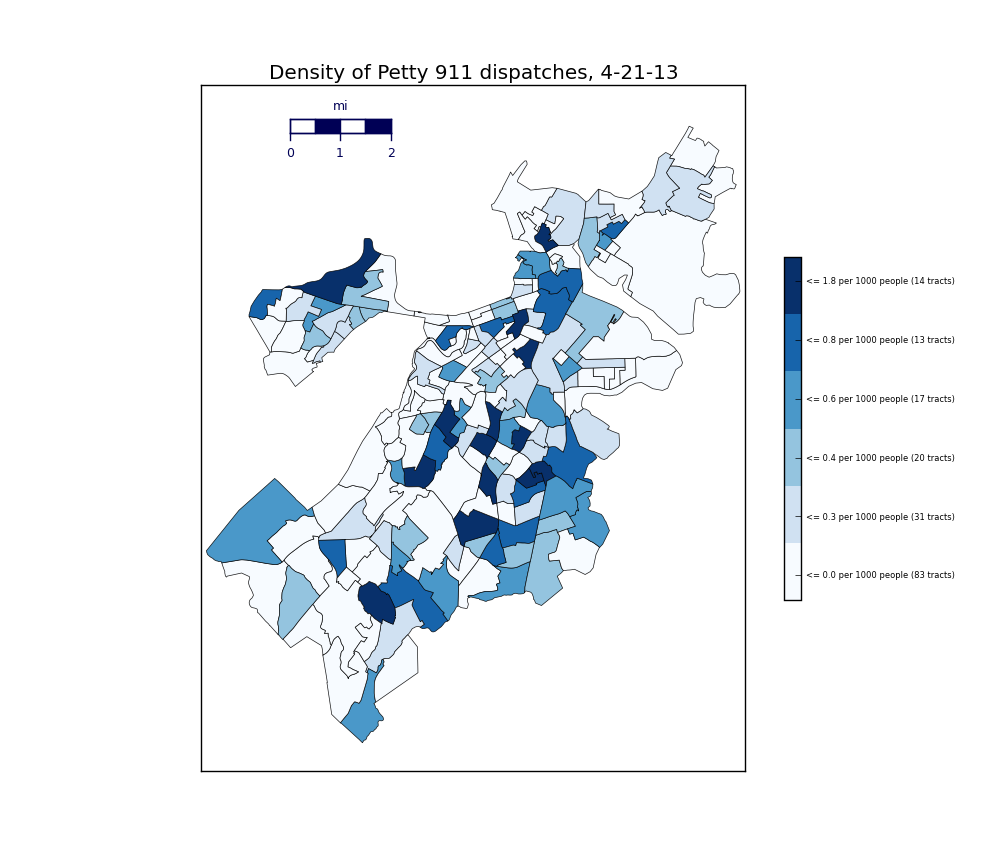 Density of Petty 911 dispatches, 4-21-13
mi
0 1 2
<= 1.8 per 1000 people (14 tracts)
<= 0.8 per 1000 people (13 tracts)
<= 0.6 per 1000 people (17 tracts)
<= 0.4 per 1000 people (20 tracts)
<= 0.3 per 1000 people (31 tracts)
<= 0.0 per 1000 people (83 tracts)